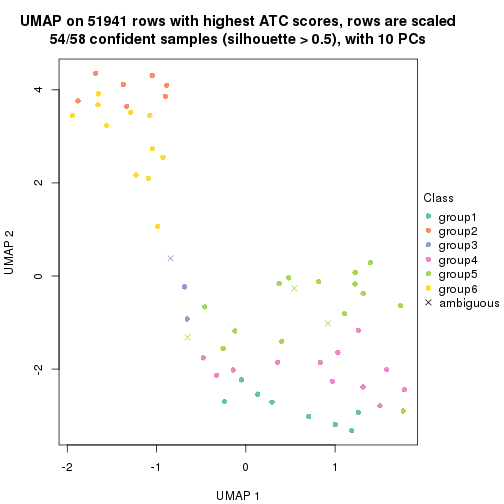 UMAP on 51941 rows with highest ATC scores, rows are scaled
54/58 confident samples (silhouette > 0.5), with 10 PCs
4
2
0
-2
UMAP 2
-2
-1
0
1
UMAP 1
Class
group1
group2
group3
group4
group5
group6
ambiguous